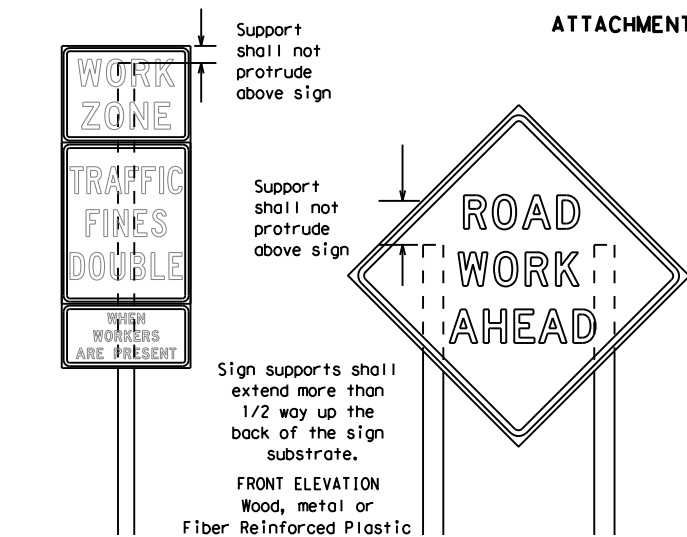 ATTACHMENT
Support
shall not
protrude
above sign
WORK
ZONE
TRAFFIC
FINES
DOUBLE
WHEN
WORKERS
ARE PRESENT
Support
shall not
protrude
above sign
ROAD
WORK
AHEAD
Sign supports shall
extend more than
1/2 way up the
back of the sign
substrate.
FRONT ELEVATION
Wood, metal or
Fiber Reinforced Plastic